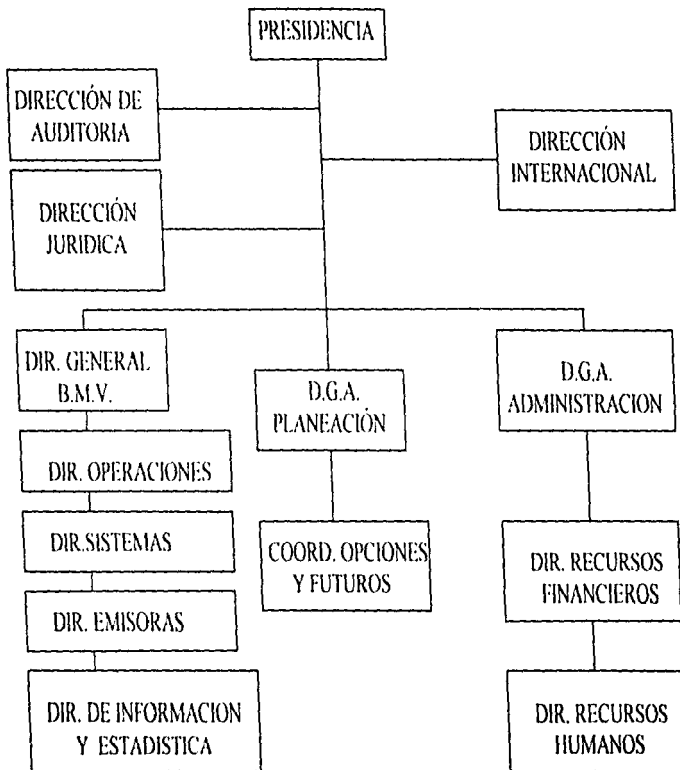 PRESIDENCIA
DIRECCIÓN DE
AUDITORIA
DIRECCIÓN
INTERNACIONAL
DIRECCIÓN
JURIDICA
DIR. GENERAL
B.M.V.
D.G.A.
PLANEACIÓN
D.G.A.
ADMINISTRACION
DIR. OPERACIONES
DIR.SISTEMAS
DIR. EMISORAS
DIR. DE INFORMACION
Y ESTADISTICA
COORD. OPCIONES
Y FUTUROS
DIR. RECURSOS
FINANCIEROS
DIR. RECURSOS
HUMANOS